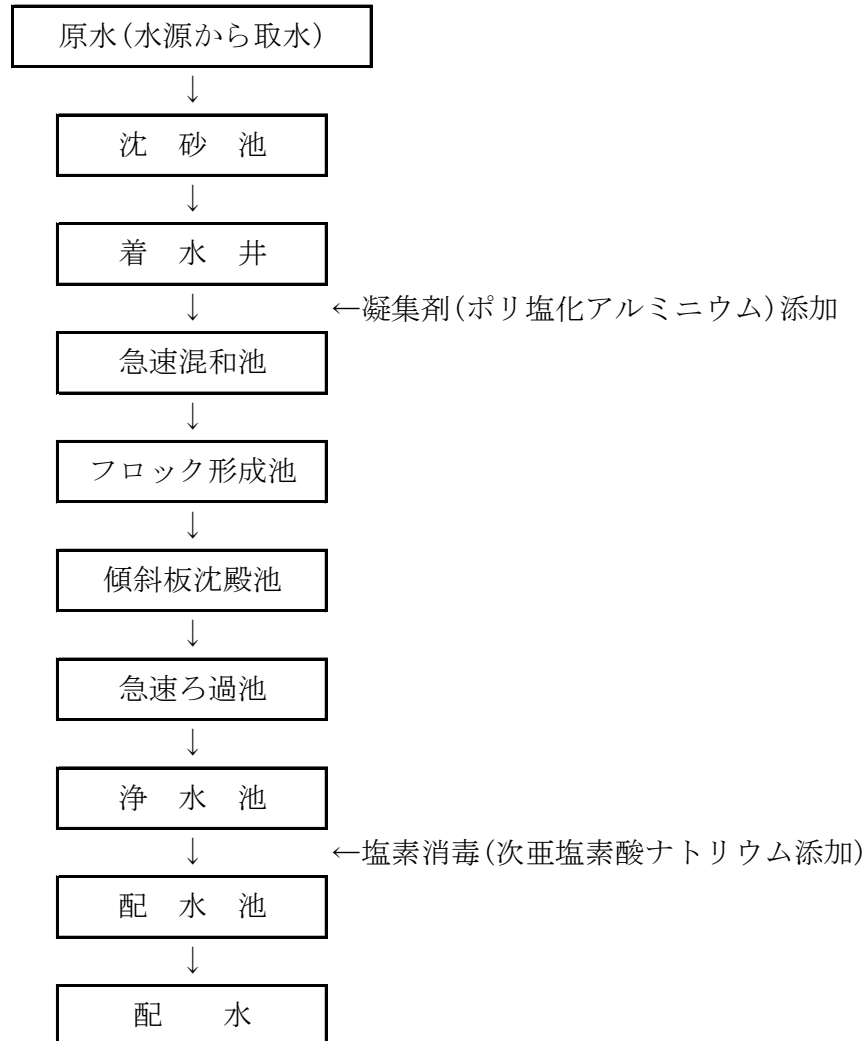 原水(水源から取水)
↓
沈　砂　池
↓
着　水　井
↓　←凝集剤(ポリ塩化アルミニウム)添加
急速混和池
↓
フロック形成池
↓
傾斜板沈殿池
↓
急速ろ過池
↓
浄　水　池
↓　←塩素消毒(次亜塩素酸ナトリウム添加)
配　水　池
↓
配　　水